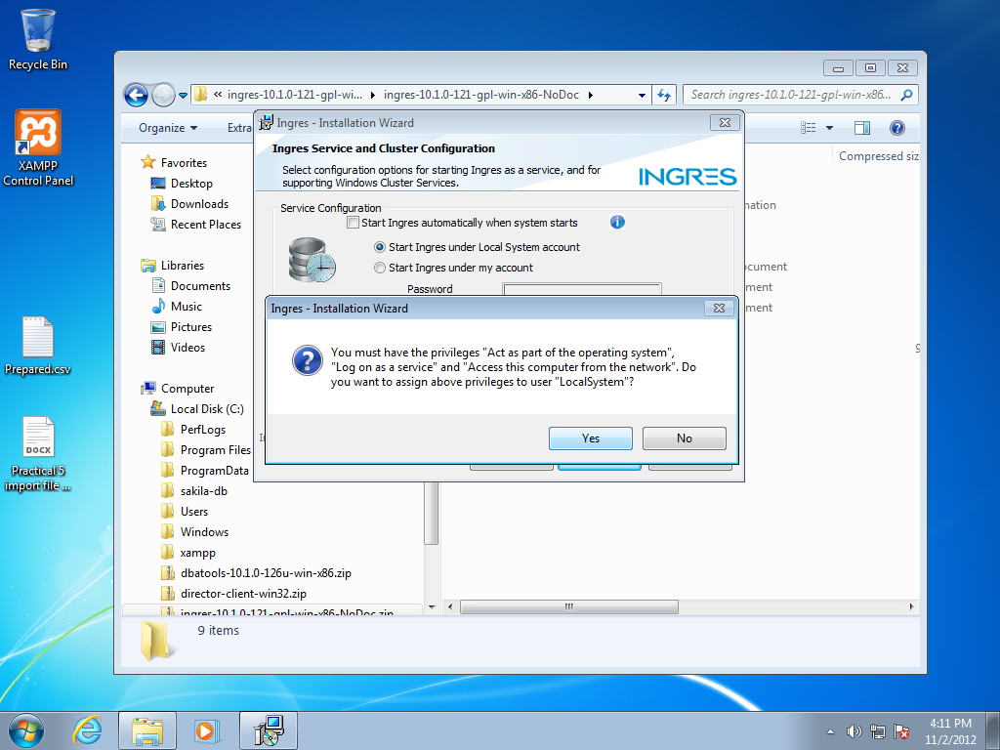 Recycle Bin
XAMPP
Control Panel
Prepared.csv
DOCX
Practical 5
import file ...
« ingres-10.1.0-121-gpl-wi... ingres-10.1.0-121-gpl-win-x86-NoDoc
Search ingres-10.1.0-121-gpl-win-x86...
Organize
Extra
Compressed siz
Favorites
Desktop
Downloads
Recent Places
Libraries
Documents
Music
Pictures
Videos
Computer
Local Disk (C:)
PerfLogs
Program Files
ProgramData
sakila-db
Users
Windows
xampp
dbatools-10.1.0-126u-win-x86.zip
director-client-win32.zip
ingres-10.1.0-121-gpl-win-x86-NoDoc.zip
9 items
Ingres - Installation Wizard
Ingres Service and Cluster Configuration
Select configuration options for starting Ingres as a service, and for
supporting Windows Cluster Services.
INGRES
Service Configuration
Start Ingres automatically when system starts
Start Ingres under Local System account
Start Ingres under my account
Password
Ingres - Installation Wizard
You must have the privileges "Act as part of the operating system",
"Log on as a service" and "Access this computer from the network". Do
you want to assign above privileges to user "LocalSystem"?
Yes
No
4:11 PM
11/2/2012